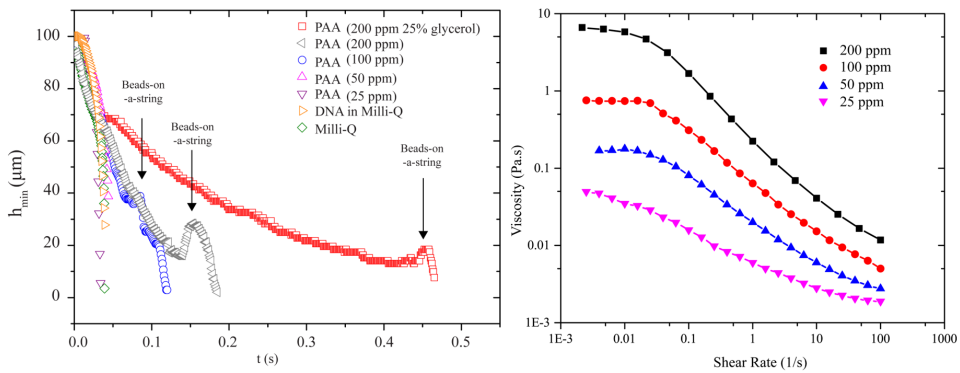 PAA (200 ppm 25% glycerol)
PAA (200 ppm)
PAA (100 ppm)
PAA (50 ppm)
PAA (25 ppm)
DNA in Milli-Q
Milli-Q
Beads-on
-a-string
Beads-on
-a-string
Beads-on
-a-string
100
80
60
40
20
0
h_min (μm)
0.0
0.1
0.2
0.3
0.4
0.5
t (s)
200 ppm
100 ppm
50 ppm
25 ppm
10
1
0.1
0.01
1E-3
Viscosity (Pa.s)
1E-3
0.01
0.1
1
10
100
1000
Shear Rate (1/s)